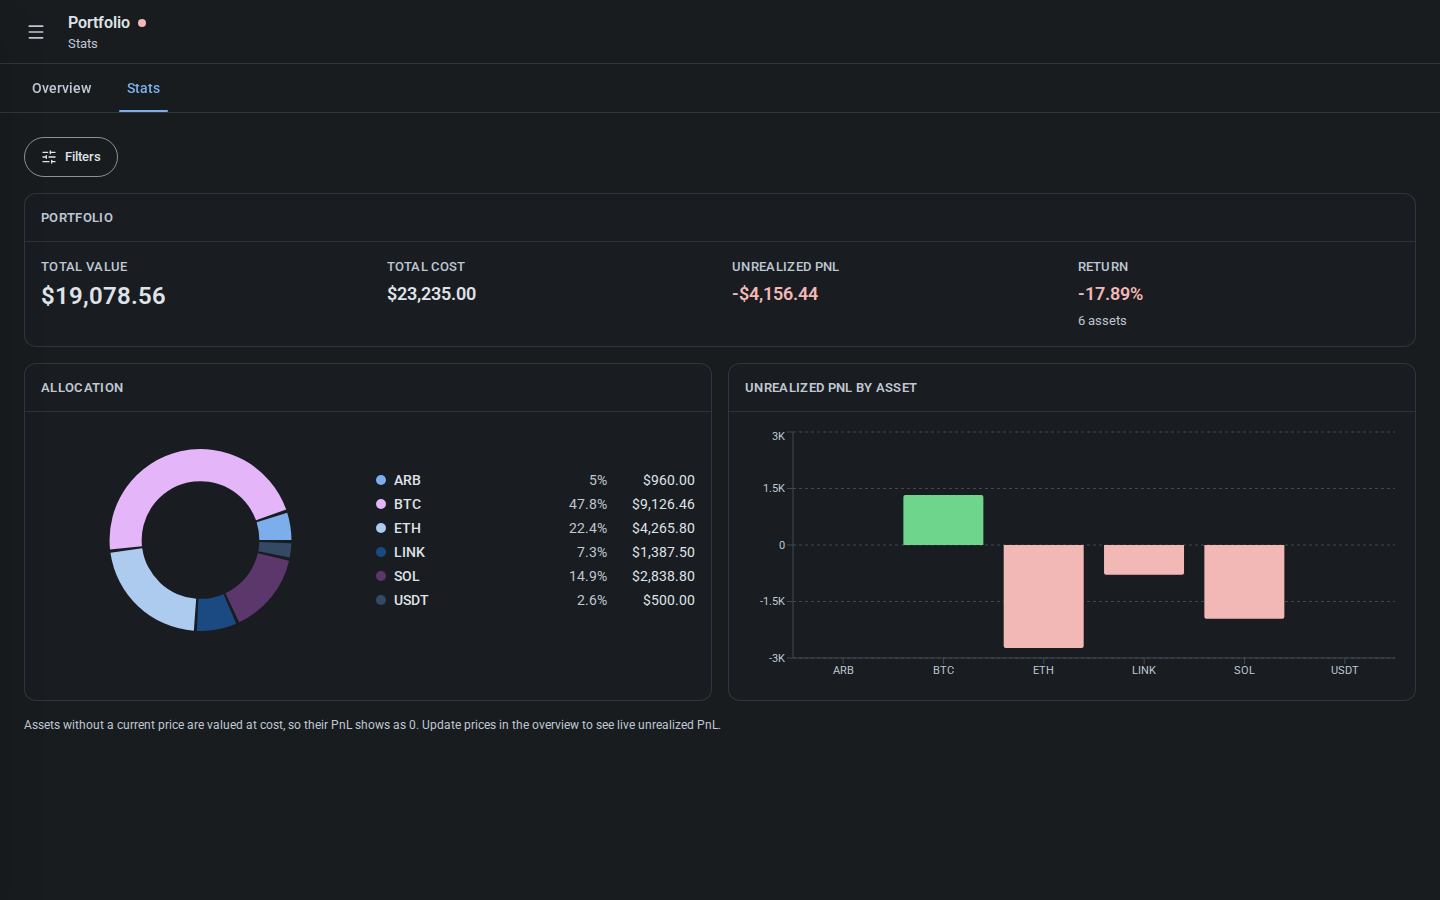 Portfolio
Stats
Overview Stats
Filters
PORTFOLIO
TOTAL VALUE TOTAL COST UNREALIZED PNL RETURN
$19,078.56 $23,235.00 -$4,156.44 -17.89%
6 assets
ALLOCATION
ARB 5% $960.00
BTC 47.8% $9,126.46
ETH 22.4% $4,265.80
LINK 7.3% $1,387.50
SOL 14.9% $2,838.80
USDT 2.6% $500.00
UNREALIZED PNL BY ASSET
3K
1.5K
0
-1.5K
-3K
ARB BTC ETH LINK SOL USDT
Assets without a current price are valued at cost, so their PnL shows as 0. Update prices in the overview to see live unrealized PnL.